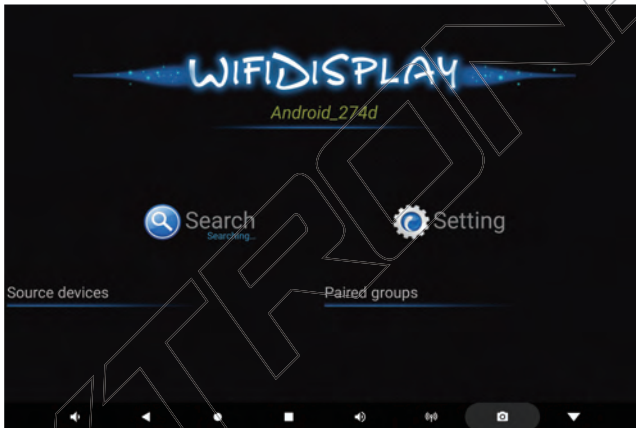 WIFIDISPLAY
Android_274d
Search
Searching...
Setting
Source devices
Paired groups